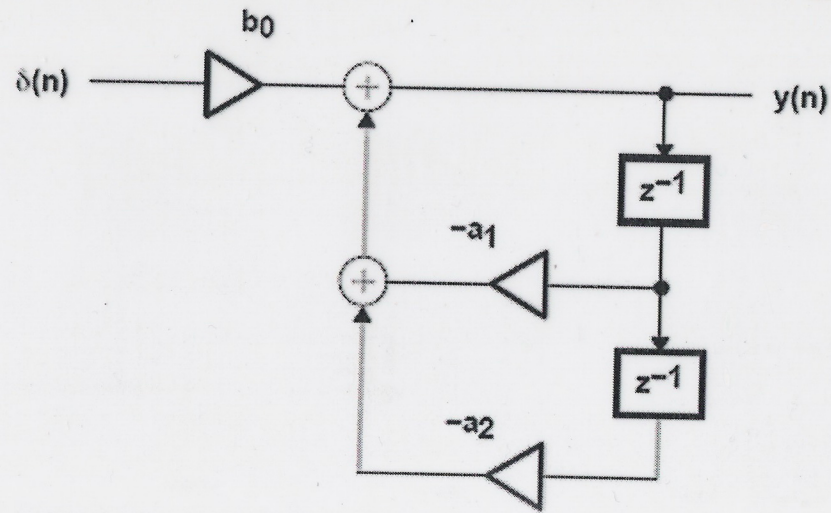 b₀
δ(n)
y(n)
z⁻¹
−a₁
z⁻¹
−a₂